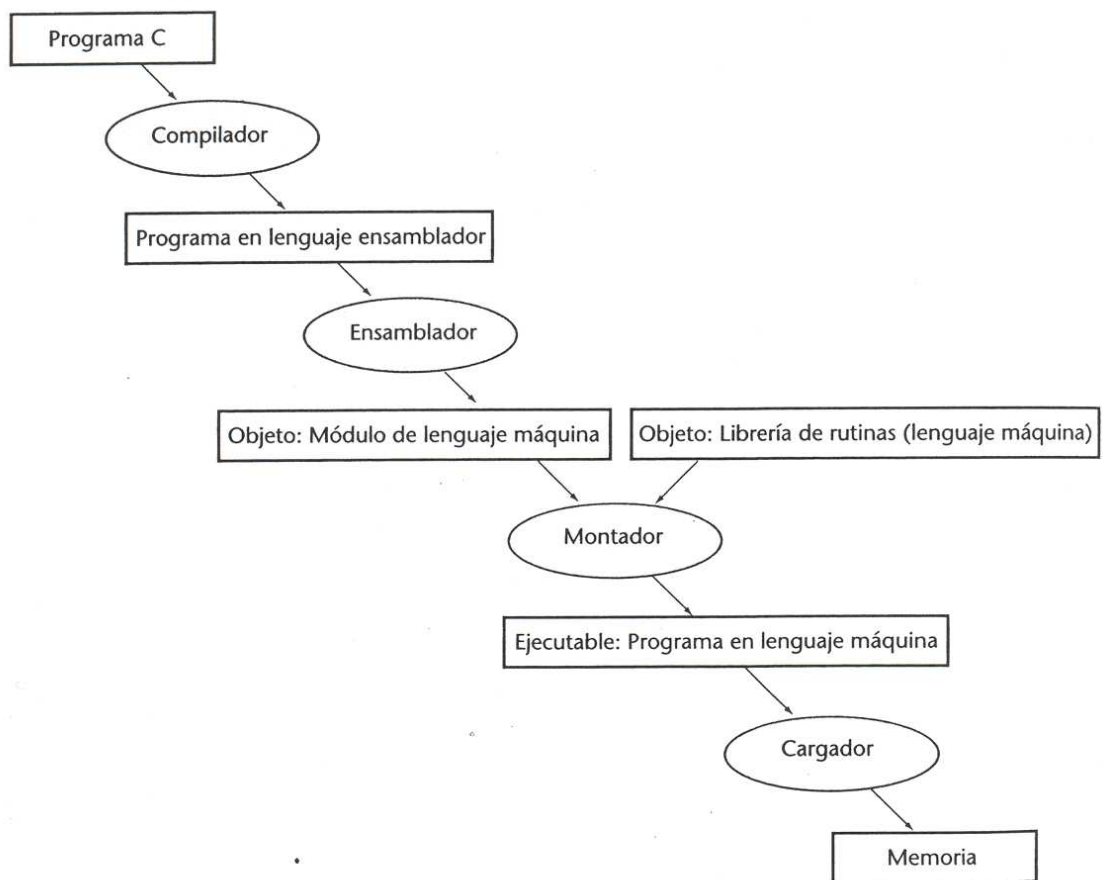 Programa C
Compilador
Programa en lenguaje ensamblador
Ensamblador
Objeto: Módulo de lenguaje máquina
Objeto: Librería de rutinas (lenguaje máquina)
Montador
Ejecutable: Programa en lenguaje máquina
Cargador
Memoria